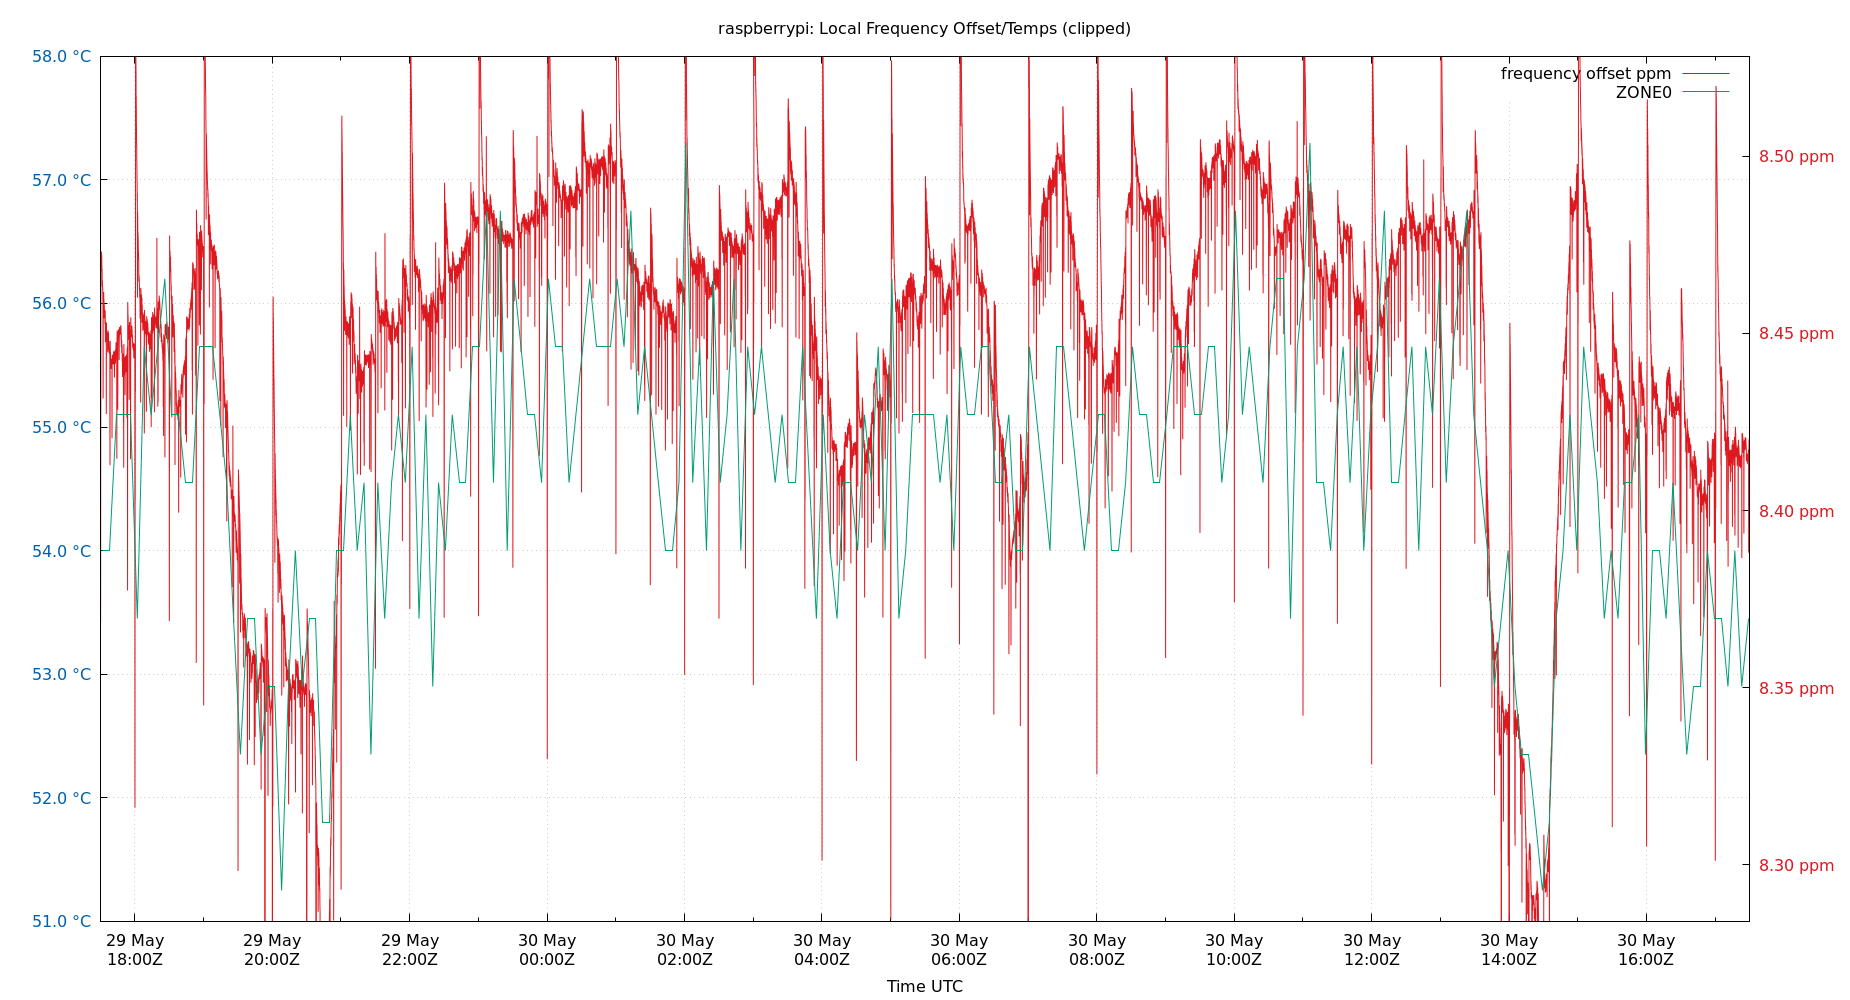 raspberrypi: Local Frequency Offset/Temps (clipped)
frequency offset ppm
ZONE0
58.0 °C
57.0 °C
56.0 °C
55.0 °C
54.0 °C
53.0 °C
52.0 °C
51.0 °C
8.50 ppm
8.45 ppm
8.40 ppm
8.35 ppm
8.30 ppm
29 May 29 May 29 May 30 May 30 May 30 May 30 May 30 May 30 May 30 May 30 May 30 May
18:00Z 20:00Z 22:00Z 00:00Z 02:00Z 04:00Z 06:00Z 08:00Z 10:00Z 12:00Z 14:00Z 16:00Z
Time UTC